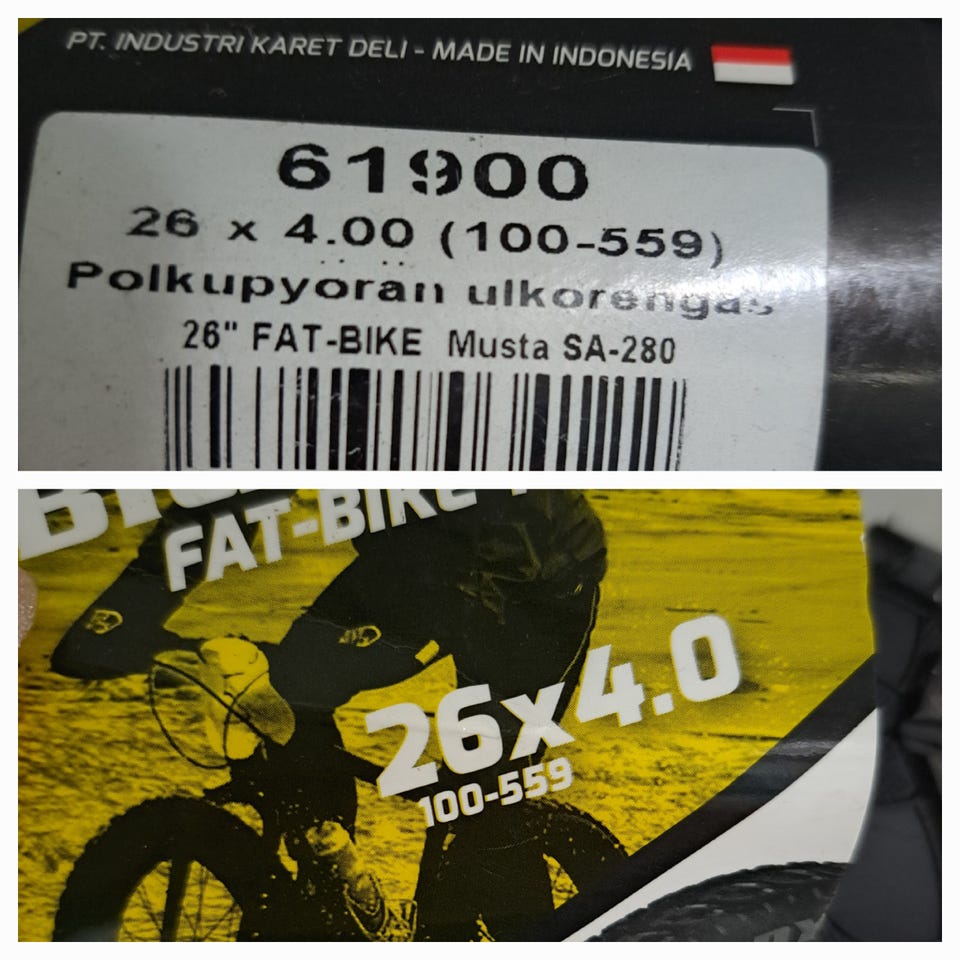 PT. INDUSTRI KARET DELI - MADE IN INDONESIA
61900
26 x 4.00 (100-559)
Polkupyörän ulkorengas
26" FAT-BIKE Musta SA-280
FAT-BIKE
26x4.0
100-559